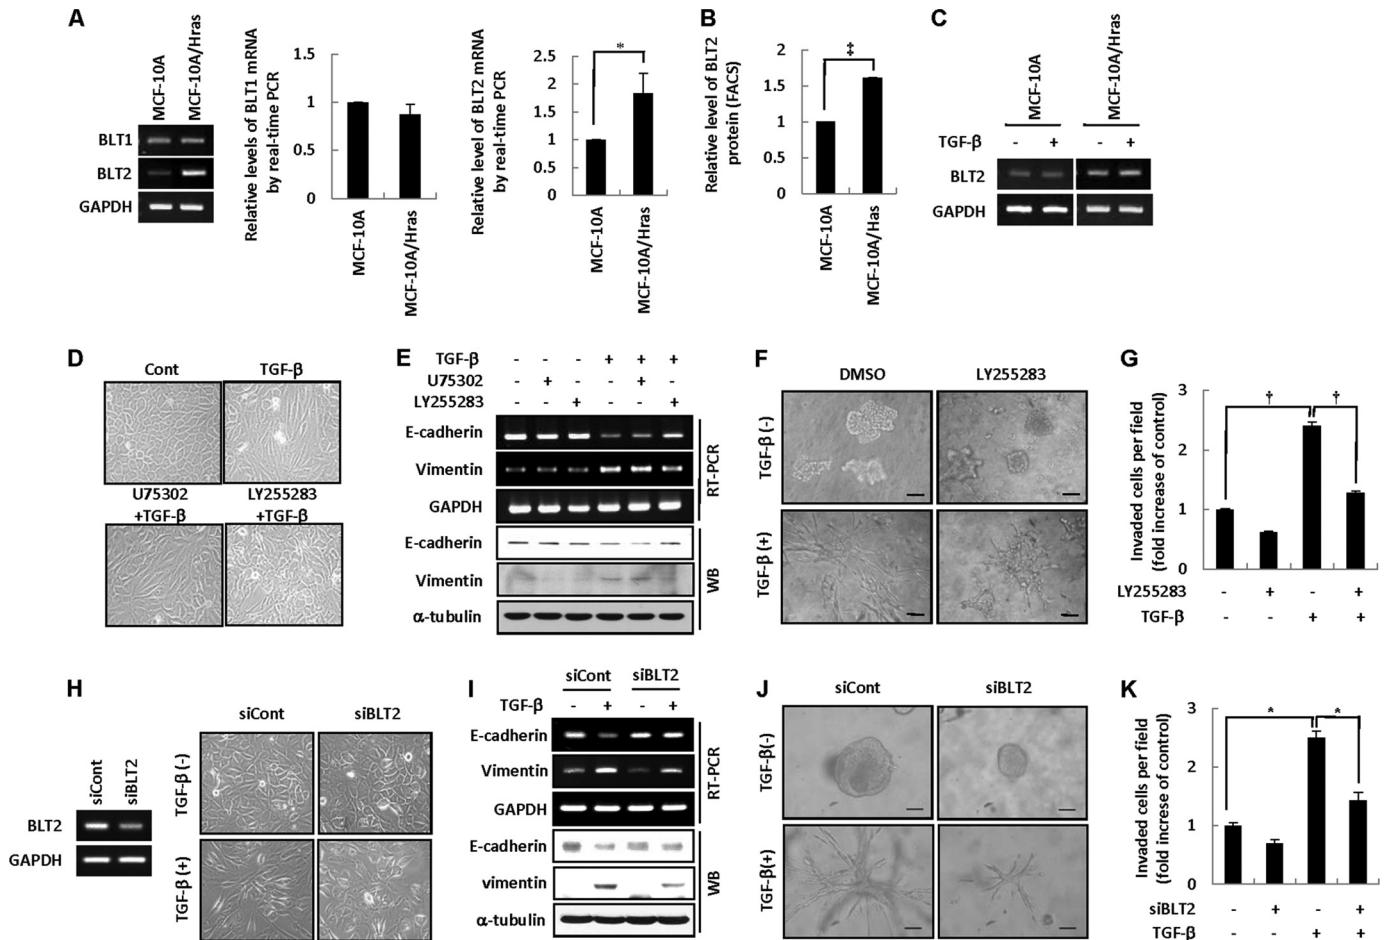 A
MCF-10A
MCF-10A/Hras
BLT1
BLT2
GAPDH
Relative levels of BLT1 mRNA
by real-time PCR
1.5
1
0.5
0
MCF-10A
MCF-10A/Hras
Relative level of BLT2 mRNA
by real-time PCR
2.5
2
1.5
1
0.5
0
*
MCF-10A
MCF-10A/Hras
B
Relative level of BLT2
protein (FACS)
2
1.5
1
0.5
0
‡
MCF-10A
MCF-10A/Has
C
MCF-10A
MCF-10A/Hras
TGF-β - + - +
BLT2
GAPDH
D
Cont TGF-β
U75302 LY255283
+TGF-β +TGF-β
E
TGF-β - - - + + +
U75302 - + - - + -
LY255283 - - + - - +
E-cadherin
Vimentin
GAPDH
RT-PCR
E-cadherin
Vimentin
α-tubulin
WB
F
DMSO LY255283
TGF-β (-)
TGF-β (+)
G
Invaded cells per field
(fold increase of control)
3
2
1
0
† †
LY255283 - + - +
TGF-β - - + +
H
siCont
siBLT2
BLT2
GAPDH
siCont siBLT2
TGF-β (-)
TGF-β (+)
I
siCont siBLT2
TGF-β - + - +
E-cadherin
Vimentin
GAPDH
RT-PCR
E-cadherin
vimentin
α-tubulin
WB
J
siCont siBLT2
TGF-β(-)
TGF-β(+)
K
Invaded cells per field
(fold increse of control)
3
2
1
0
* *
siBLT2 - + - +
TGF-β - - + +